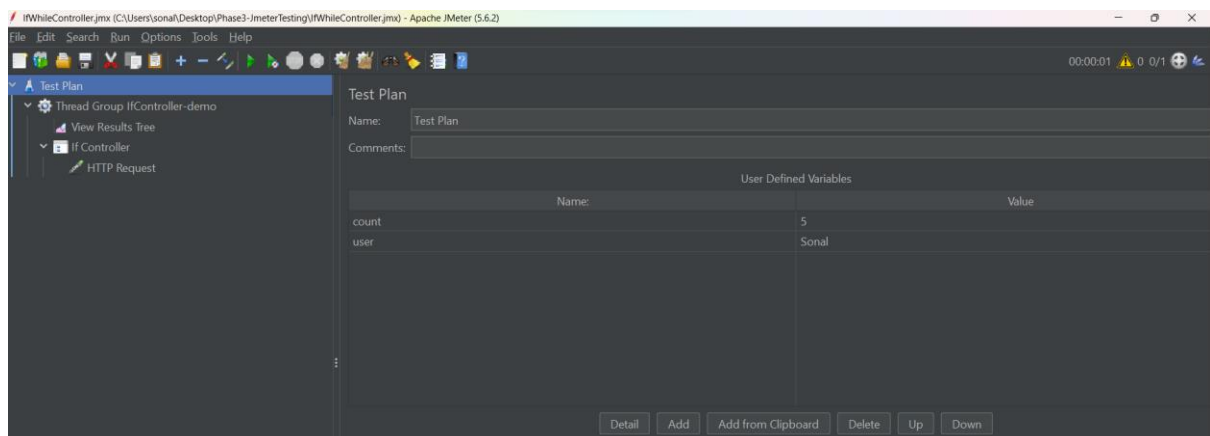 IfWhileController.jmx (C:\Users\sonal\Desktop\Phase3-JmeterTesting\IfWhileController.jmx) - Apache JMeter (5.6.2)
File Edit Search Run Options Tools Help
00:00:01 0 0/1
Test Plan
Thread Group IfController-demo
View Results Tree
If Controller
HTTP Request
Test Plan
Name: Test Plan
Comments:
User Defined Variables
Name: Value
count 5
user Sonal
Detail Add Add from Clipboard Delete Up Down